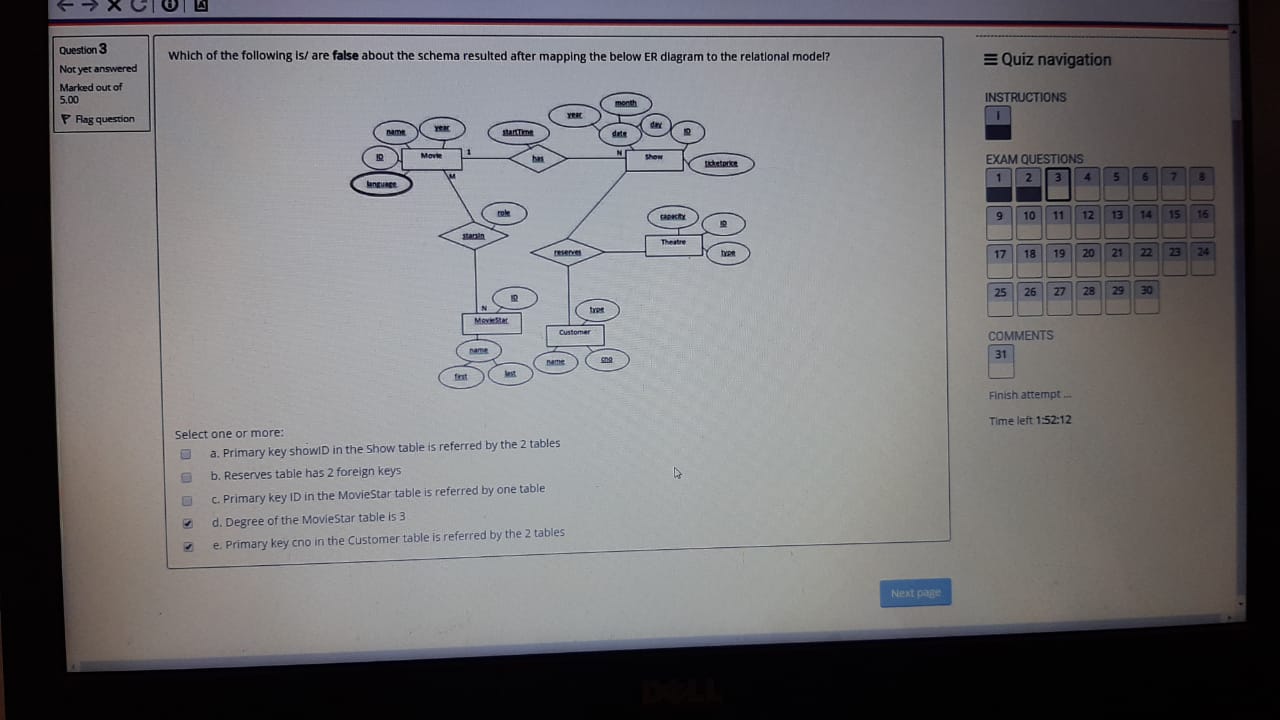 Question 3
Not yet answered
Marked out of
5.00
Flag question
Which of the following is/ are false about the schema resulted after mapping the below ER diagram to the relational model?
month
year
day
date
ID
name
year
startTime
1
N
ID
Movie
has
Show
ticketprice
language
M
role
capacity
ID
starsIn
Theatre
reserves
type
ID
N
type
MovieStar
Customer
name
name
cno
first
last
Select one or more:
a. Primary key showID in the Show table is referred by the 2 tables
b. Reserves table has 2 foreign keys
c. Primary key ID in the MovieStar table is referred by one table
d. Degree of the MovieStar table is 3
e. Primary key cno in the Customer table is referred by the 2 tables
Next page
Quiz navigation
INSTRUCTIONS
i
EXAM QUESTIONS
1 2 3 4 5 6 7 8
9 10 11 12 13 14 15 16
17 18 19 20 21 22 23 24
25 26 27 28 29 30
COMMENTS
31
Finish attempt ...
Time left 1:52:12
DELL